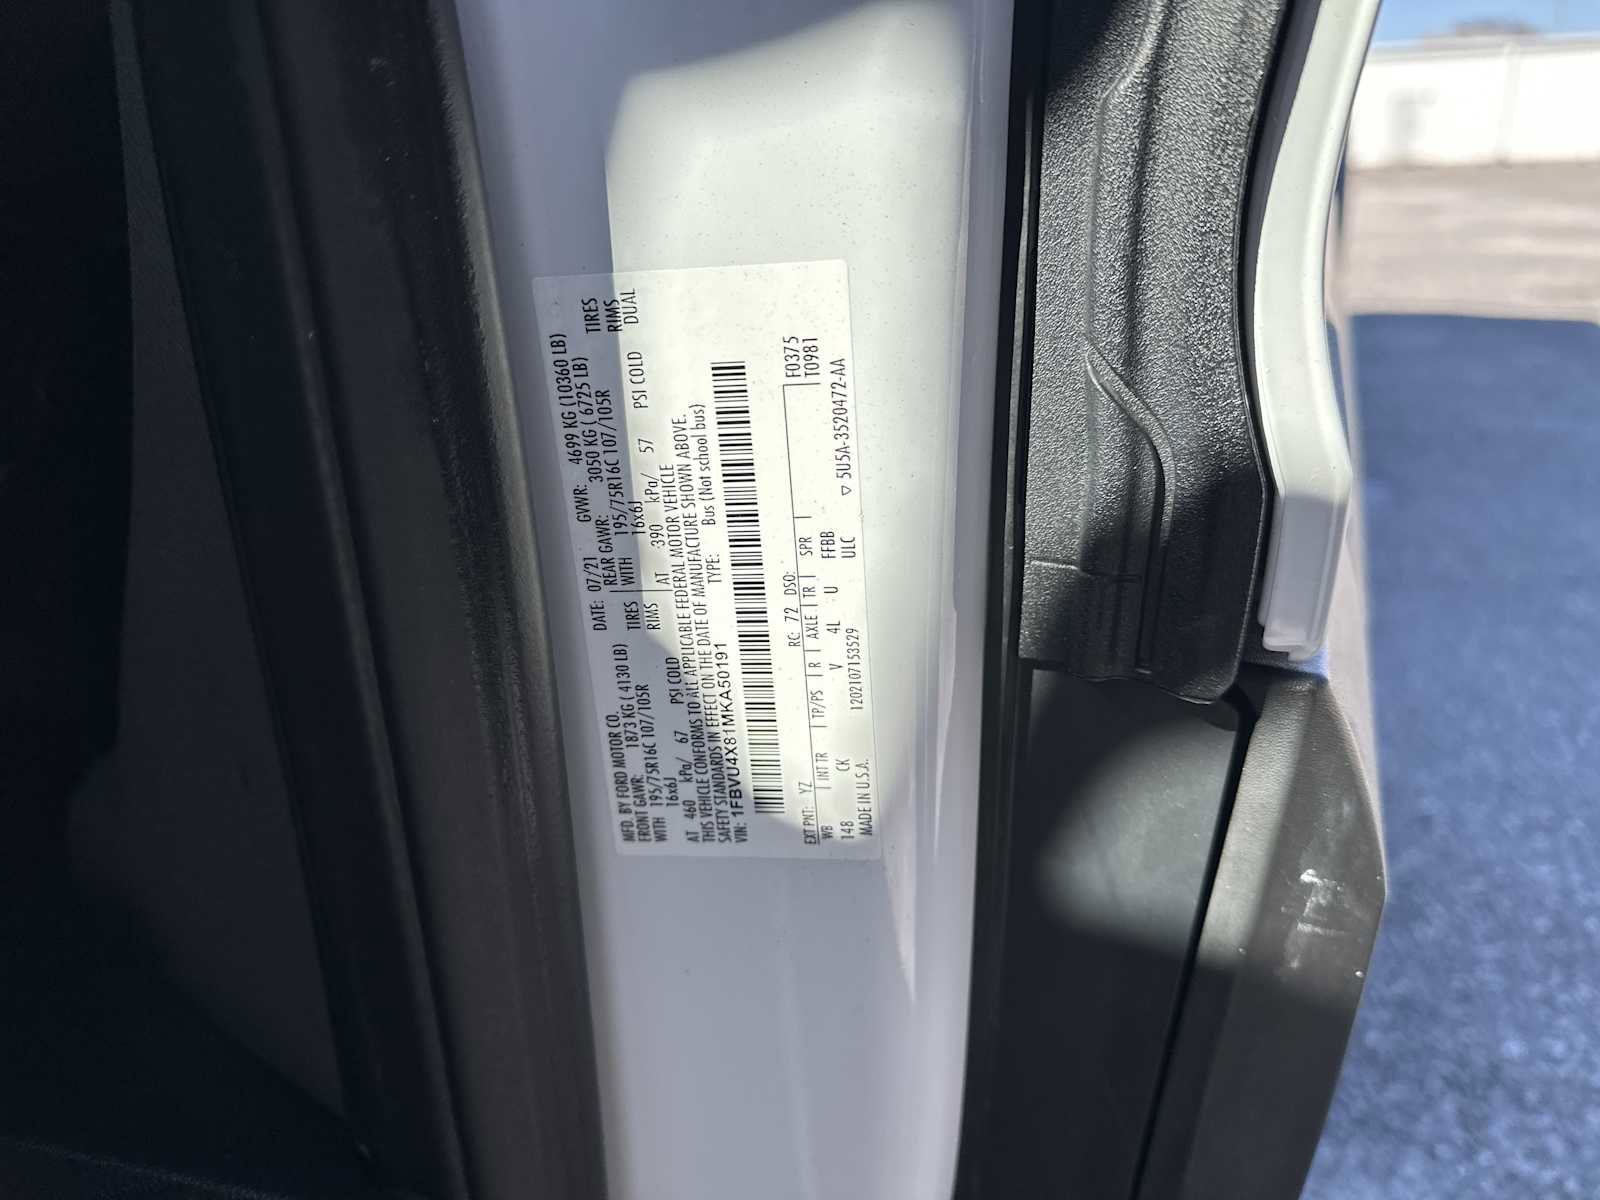 MFD. BY FORD MOTOR CO. DATE: 07/21 GVWR: 4699 KG (10360 LB)
FRONT GAWR: 1873 KG ( 4130 LB) REAR GAWR: 3050 KG ( 6725 LB)
WITH 195/75R16C 107/105R TIRES WITH 195/75R16C 107/105R TIRES
16x6J RIMS 16x6J RIMS
AT 460 kPa/ 67 PSI COLD AT 390 kPa/ 57 PSI COLD DUAL
THIS VEHICLE CONFORMS TO ALL APPLICABLE FEDERAL MOTOR VEHICLE
SAFETY STANDARDS IN EFFECT ON THE DATE OF MANUFACTURE SHOWN ABOVE.
VIN: 1FBVU4X81MKA50191 TYPE: Bus (Not school bus)
EXT PNT: YZ RC: 72 DSO: F0375
WB INT TR TP/PS R AXLE TR SPR T0981
148 CK V 4L U FFBB
MADE IN U.S.A. 1202107153529 ULC ▽ 5U5A-3520472-AA